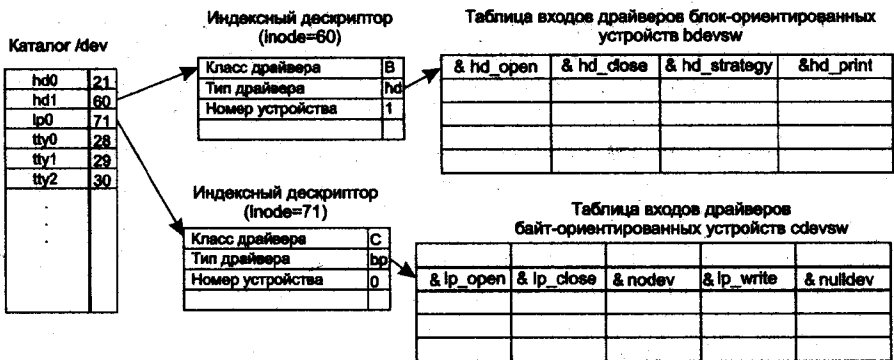 Каталог /dev
hd0 21
hd1 60
lp0 71
tty0 28
tty1 29
tty2 30
Индексный дескриптор
(inode=60)
Класс драйвера B
Тип драйвера hd
Номер устройства 1
Таблица входов драйверов блок-ориентированных
устройств bdevsw
& hd_open & hd_close & hd_strategy &hd_print
Индексный дескриптор
(inode=71)
Класс драйвера C
Тип драйвера bp
Номер устройства 0
Таблица входов драйверов
байт-ориентированных устройств cdevsw
& lp_open & lp_close & nodev & lp_write & nulldev